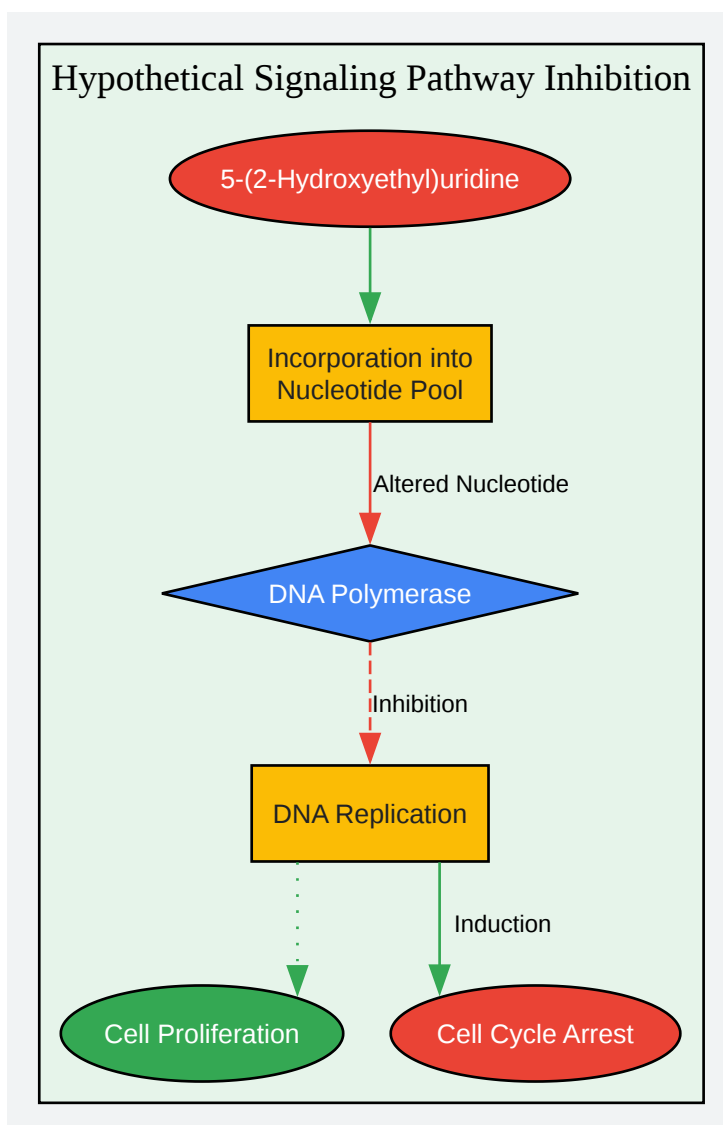 Hypothetical Signaling Pathway Inhibition
5-(2-Hydroxyethyl)uridine
Incorporation into
Nucleotide Pool
Altered Nucleotide
DNA Polymerase
Inhibition
DNA Replication
Induction
Cell Proliferation
Cell Cycle Arrest